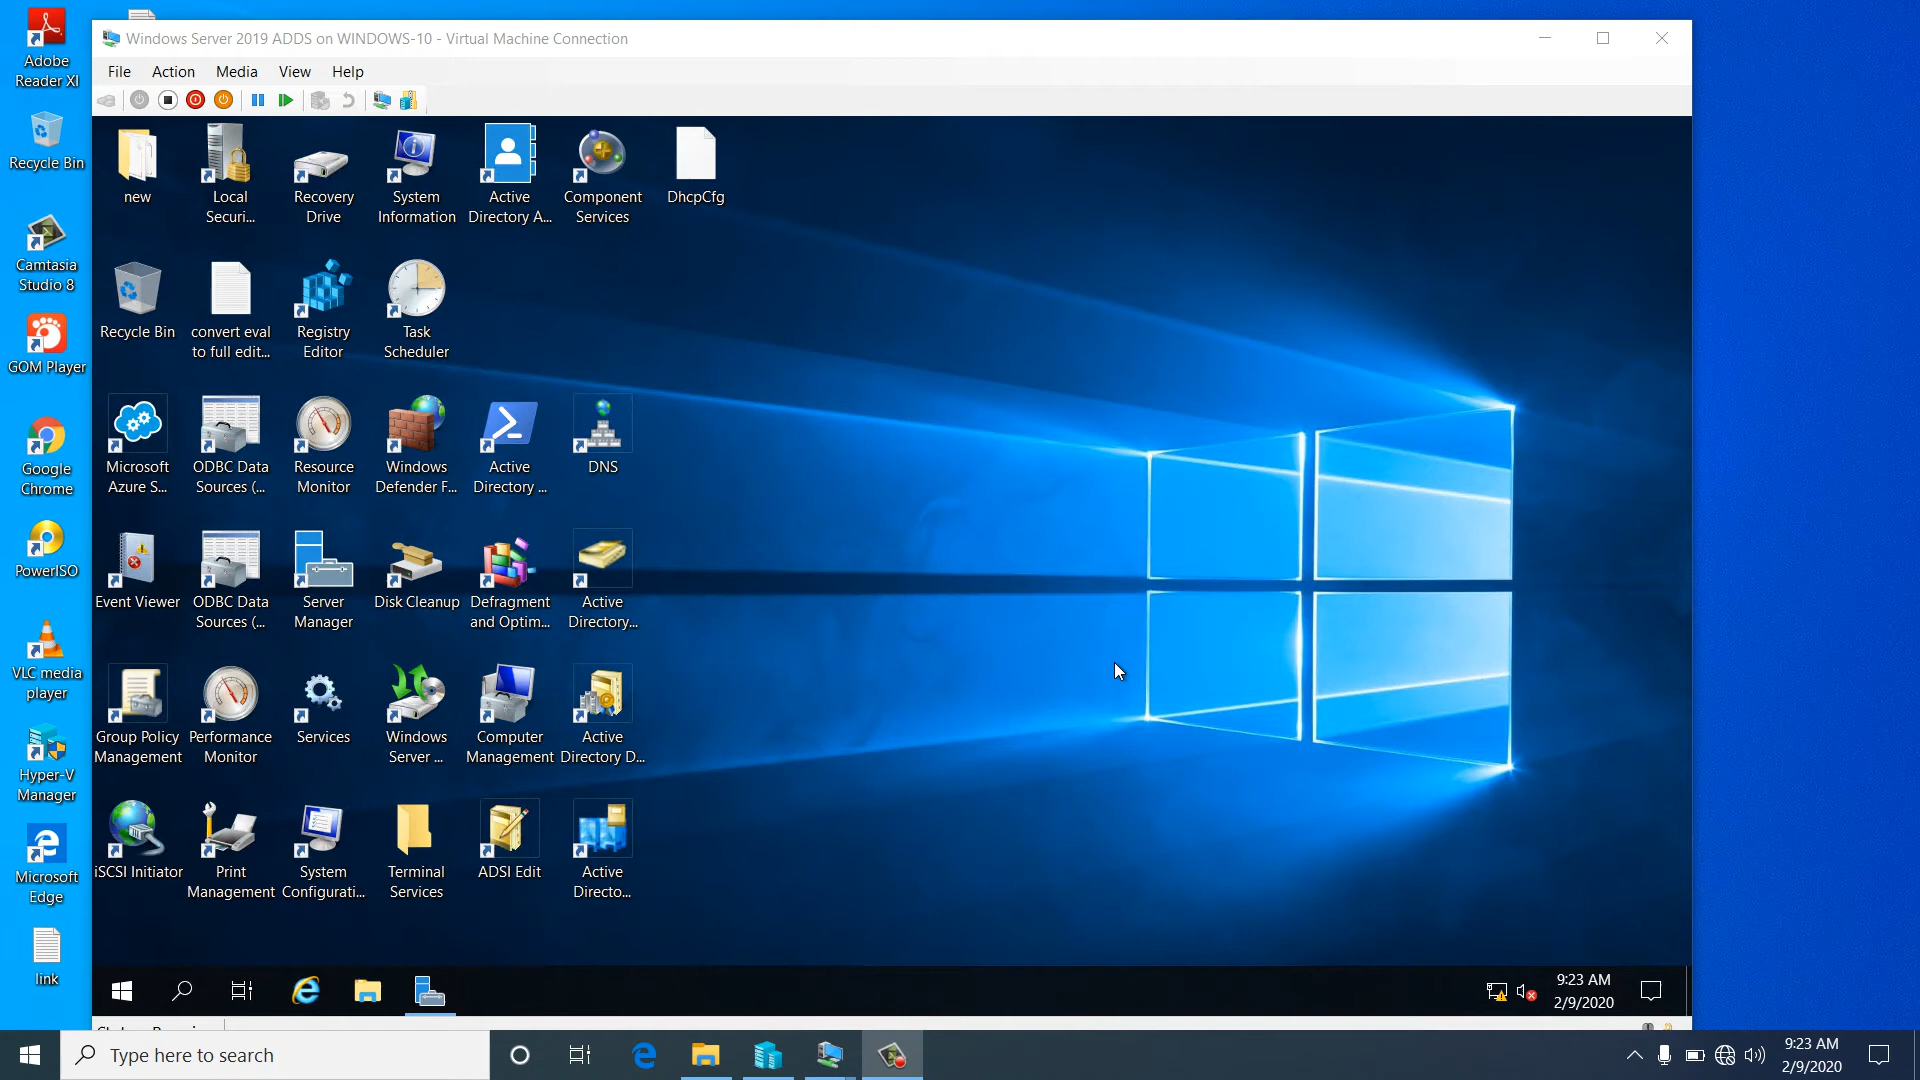 Windows Server 2019 ADDS on WINDOWS-10 - Virtual Machine Connection
File Action Media View Help
Adobe
Reader XI
Recycle Bin
Camtasia
Studio 8
GOM Player
Google
Chrome
PowerISO
VLC media
player
Hyper-V
Manager
Microsoft
Edge
link
new
Local
Securi...
Recovery
Drive
System
Information
Active
Directory A...
Component
Services
DhcpCfg
Recycle Bin
convert eval
to full edit...
Registry
Editor
Task
Scheduler
Microsoft
Azure S...
ODBC Data
Sources (...
Resource
Monitor
Windows
Defender F...
Active
Directory ...
DNS
Event Viewer
ODBC Data
Sources (...
Server
Manager
Disk Cleanup
Defragment
and Optim...
Active
Directory...
Group Policy
Management
Performance
Monitor
Services
Windows
Server ...
Computer
Management
Active
Directory D...
iSCSI Initiator
Print
Management
System
Configurati...
Terminal
Services
ADSI Edit
Active
Directo...
9:23 AM
2/9/2020
Type here to search
9:23 AM
2/9/2020